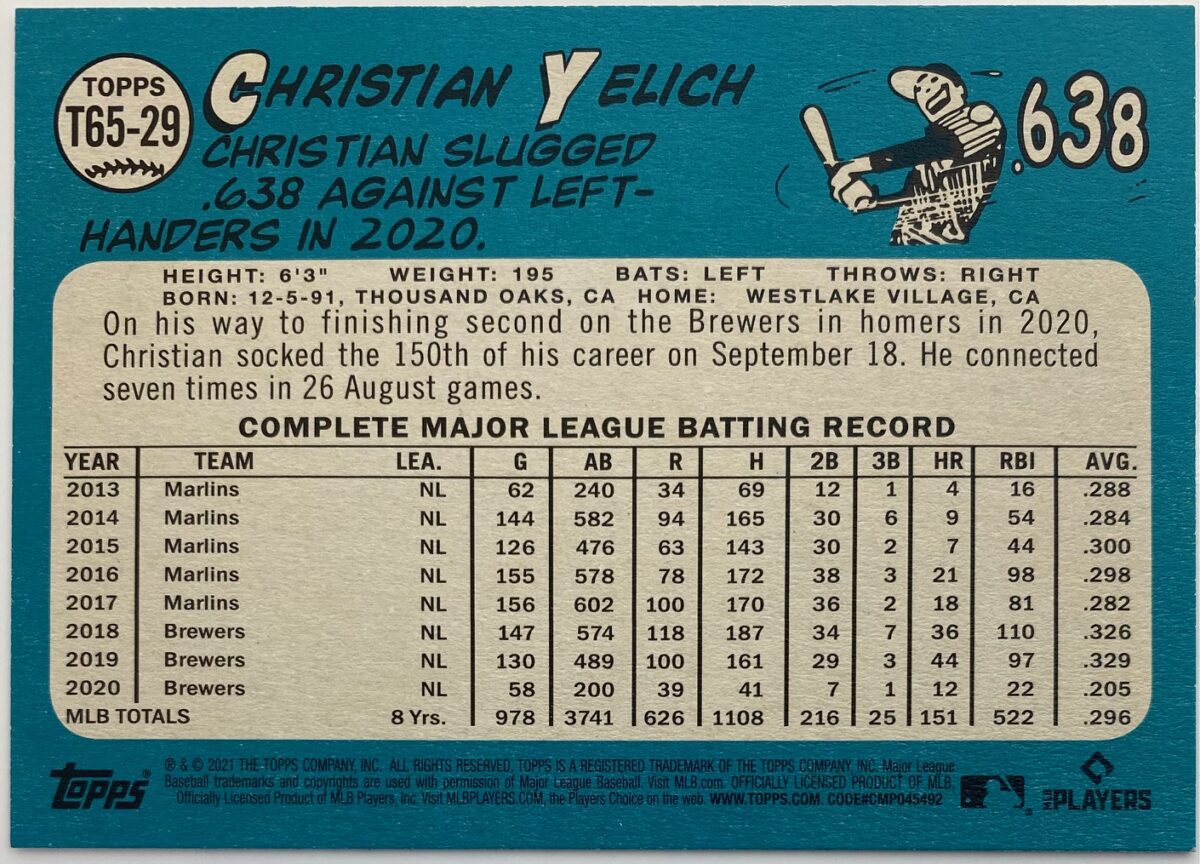 TOPPS
T65-29
CHRISTIAN YELICH
CHRISTIAN SLUGGED
.638 AGAINST LEFT-
HANDERS IN 2020.
.638
HEIGHT: 6'3" WEIGHT: 195 BATS: LEFT THROWS: RIGHT
BORN: 12-5-91, THOUSAND OAKS, CA HOME: WESTLAKE VILLAGE, CA
On his way to finishing second on the Brewers in homers in 2020,
Christian socked the 150th of his career on September 18. He connected
seven times in 26 August games.
COMPLETE MAJOR LEAGUE BATTING RECORD
YEAR TEAM LEA. G AB R H 2B 3B HR RBI AVG.
2013 Marlins NL 62 240 34 69 12 1 4 16 .288
2014 Marlins NL 144 582 94 165 30 6 9 54 .284
2015 Marlins NL 126 476 63 143 30 2 7 44 .300
2016 Marlins NL 155 578 78 172 38 3 21 98 .298
2017 Marlins NL 156 602 100 170 36 2 18 81 .282
2018 Brewers NL 147 574 118 187 34 7 36 110 .326
2019 Brewers NL 130 489 100 161 29 3 44 97 .329
2020 Brewers NL 58 200 39 41 7 1 12 22 .205
MLB TOTALS 8 Yrs. 978 3741 626 1108 216 25 151 522 .296
TOPPS®
® & © 2021 THE TOPPS COMPANY, INC. ALL RIGHTS RESERVED, TOPPS IS A REGISTERED TRADEMARK OF THE TOPPS COMPANY, INC. Major League
Baseball trademarks and copyrights are used with permission of Major League Baseball. Visit MLB.com. OFFICIALLY LICENSED PRODUCT OF MLB
Officially Licensed Product of MLB Players, Inc. Visit MLBPLAYERS.COM, the Players Choice on the web. WWW.TOPPS.COM. CODE#CMP045492
MLB PLAYERS